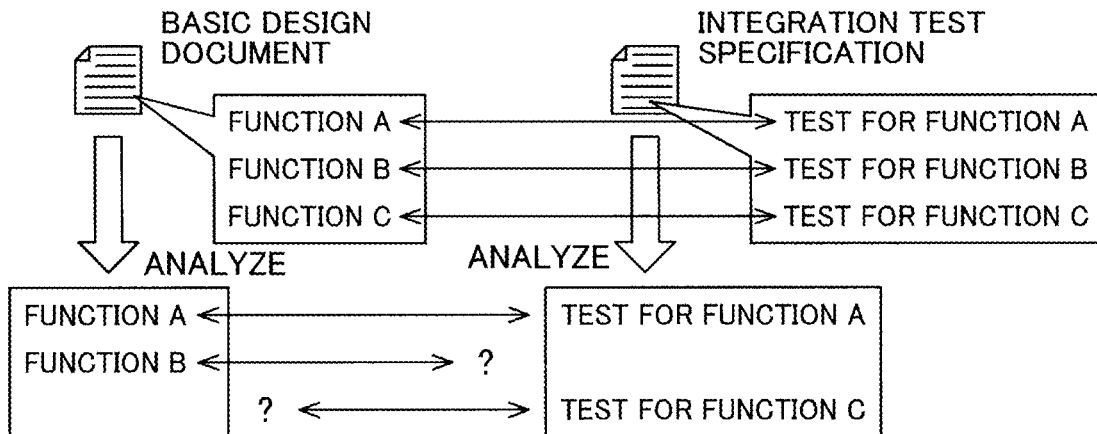 BASIC DESIGN
DOCUMENT
INTEGRATION TEST
SPECIFICATION
FUNCTION A
TEST FOR FUNCTION A
FUNCTION B
TEST FOR FUNCTION B
FUNCTION C
TEST FOR FUNCTION C
ANALYZE
ANALYZE
FUNCTION A
TEST FOR FUNCTION A
FUNCTION B
?
?
TEST FOR FUNCTION C